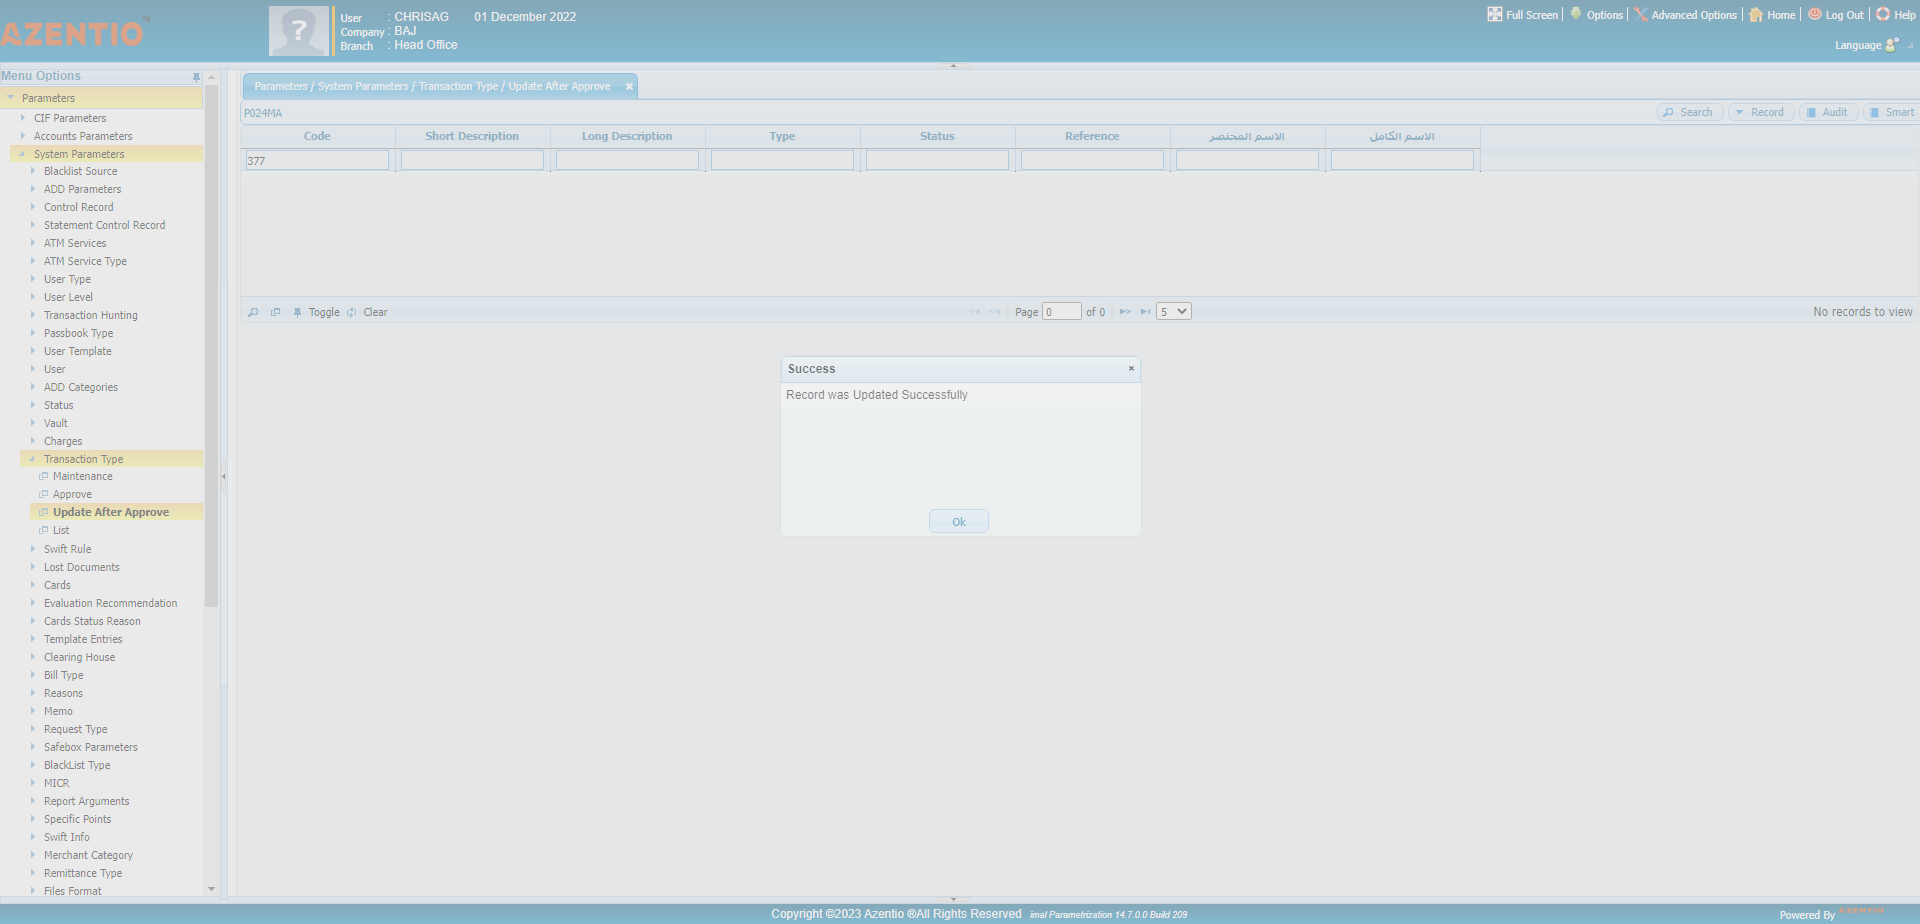 AZENTIO
User : CHRISAG 01 December 2022
Company : BAJ
Branch : Head Office
Full Screen | Options | Advanced Options | Home | Log Out | Help
Language
Menu Options
Parameters
CIF Parameters
Accounts Parameters
System Parameters
Blacklist Source
ADD Parameters
Control Record
Statement Control Record
ATM Services
ATM Service Type
User Type
User Level
Transaction Hunting
Passbook Type
User Template
User
ADD Categories
Status
Vault
Charges
Transaction Type
Maintenance
Approve
Update After Approve
List
Swift Rule
Lost Documents
Cards
Evaluation Recommendation
Cards Status Reason
Template Entries
Clearing House
Bill Type
Reasons
Memo
Request Type
Safebox Parameters
BlackList Type
MICR
Report Arguments
Specific Points
Swift Info
Merchant Category
Remittance Type
Files Format
Parameters / System Parameters / Transaction Type / Update After Approve
P024MA
Search Record Audit Smart
Code Short Description Long Description Type Status Reference الاسم المختصر الاسم الكامل
377
Toggle Clear
Page 0 of 0 5
No records to view
Success
Record was Updated Successfully
Ok
Copyright ©2023 Azentio ®All Rights Reserved imal Parametrization 14.7.0.0 Build 209
Powered By AZENTIO